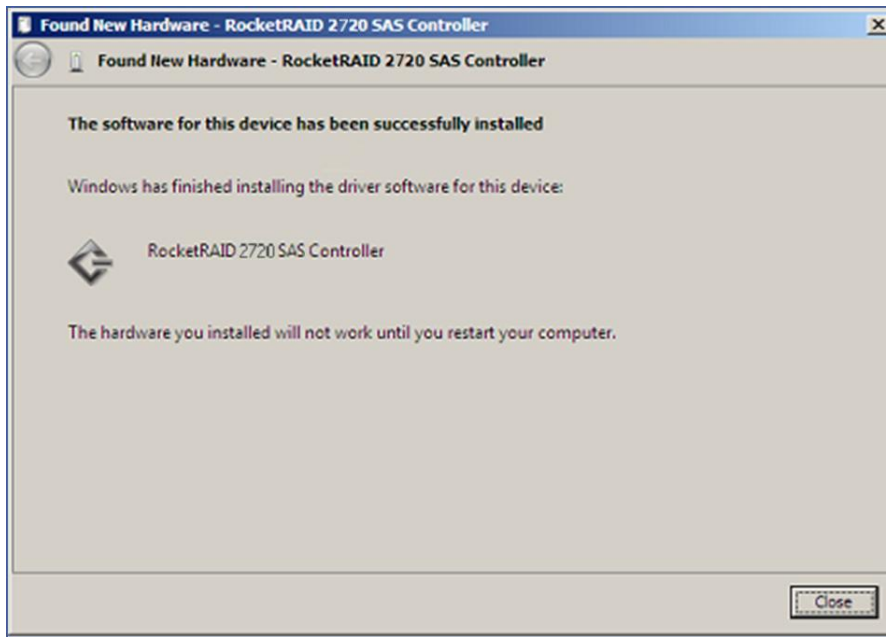 Found New Hardware - RocketRAID 2720 SAS Controller
Found New Hardware - RocketRAID 2720 SAS Controller
The software for this device has been successfully installed
Windows has finished installing the driver software for this device:
RocketRAID 2720 SAS Controller
The hardware you installed will not work until you restart your computer.
Close